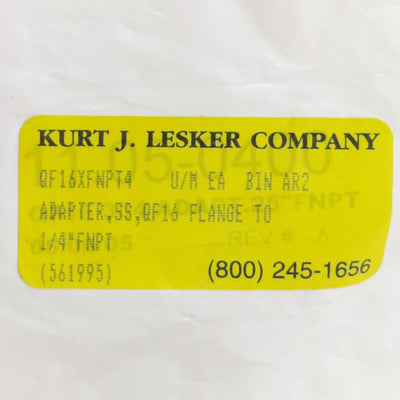 KURT J. LESKER COMPANY
QF16XFNPT4 U/M EA BIN AR2
ADAPTER,SS,QF16 FLANGE TO
1/4"FNPT
(561995) (800) 245-1656
REV # A